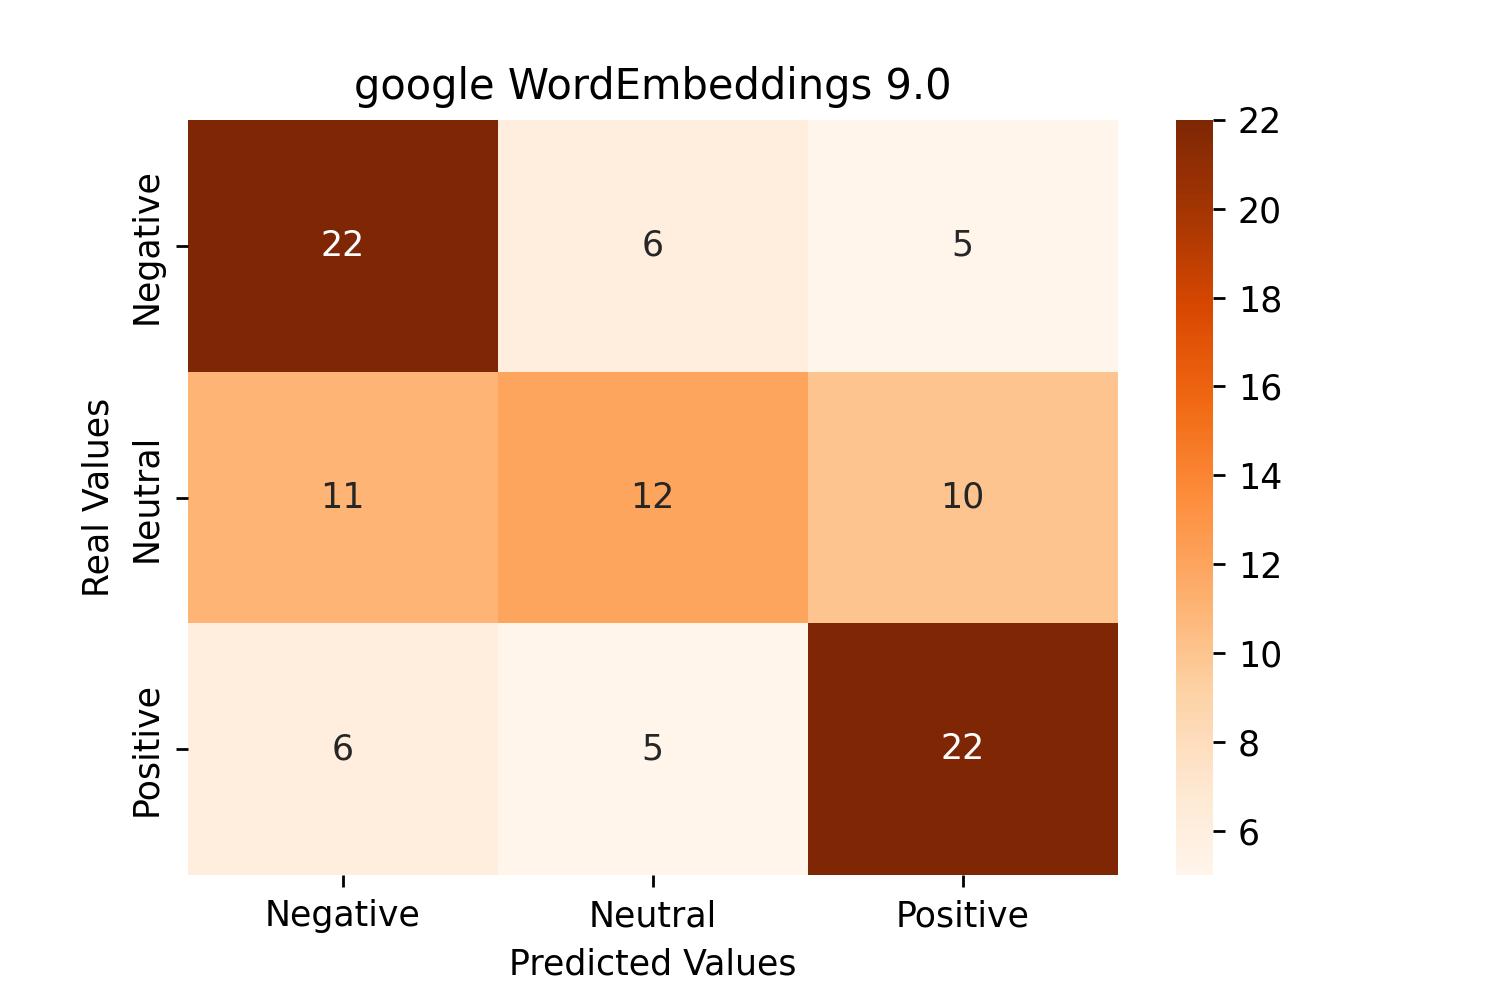 google WordEmbeddings 9.0
Real Values
Negative
22
6
5
Neutral
11
12
10
Positive
6
5
22
Negative Neutral Positive
Predicted Values
22
20
18
16
14
12
10
8
6